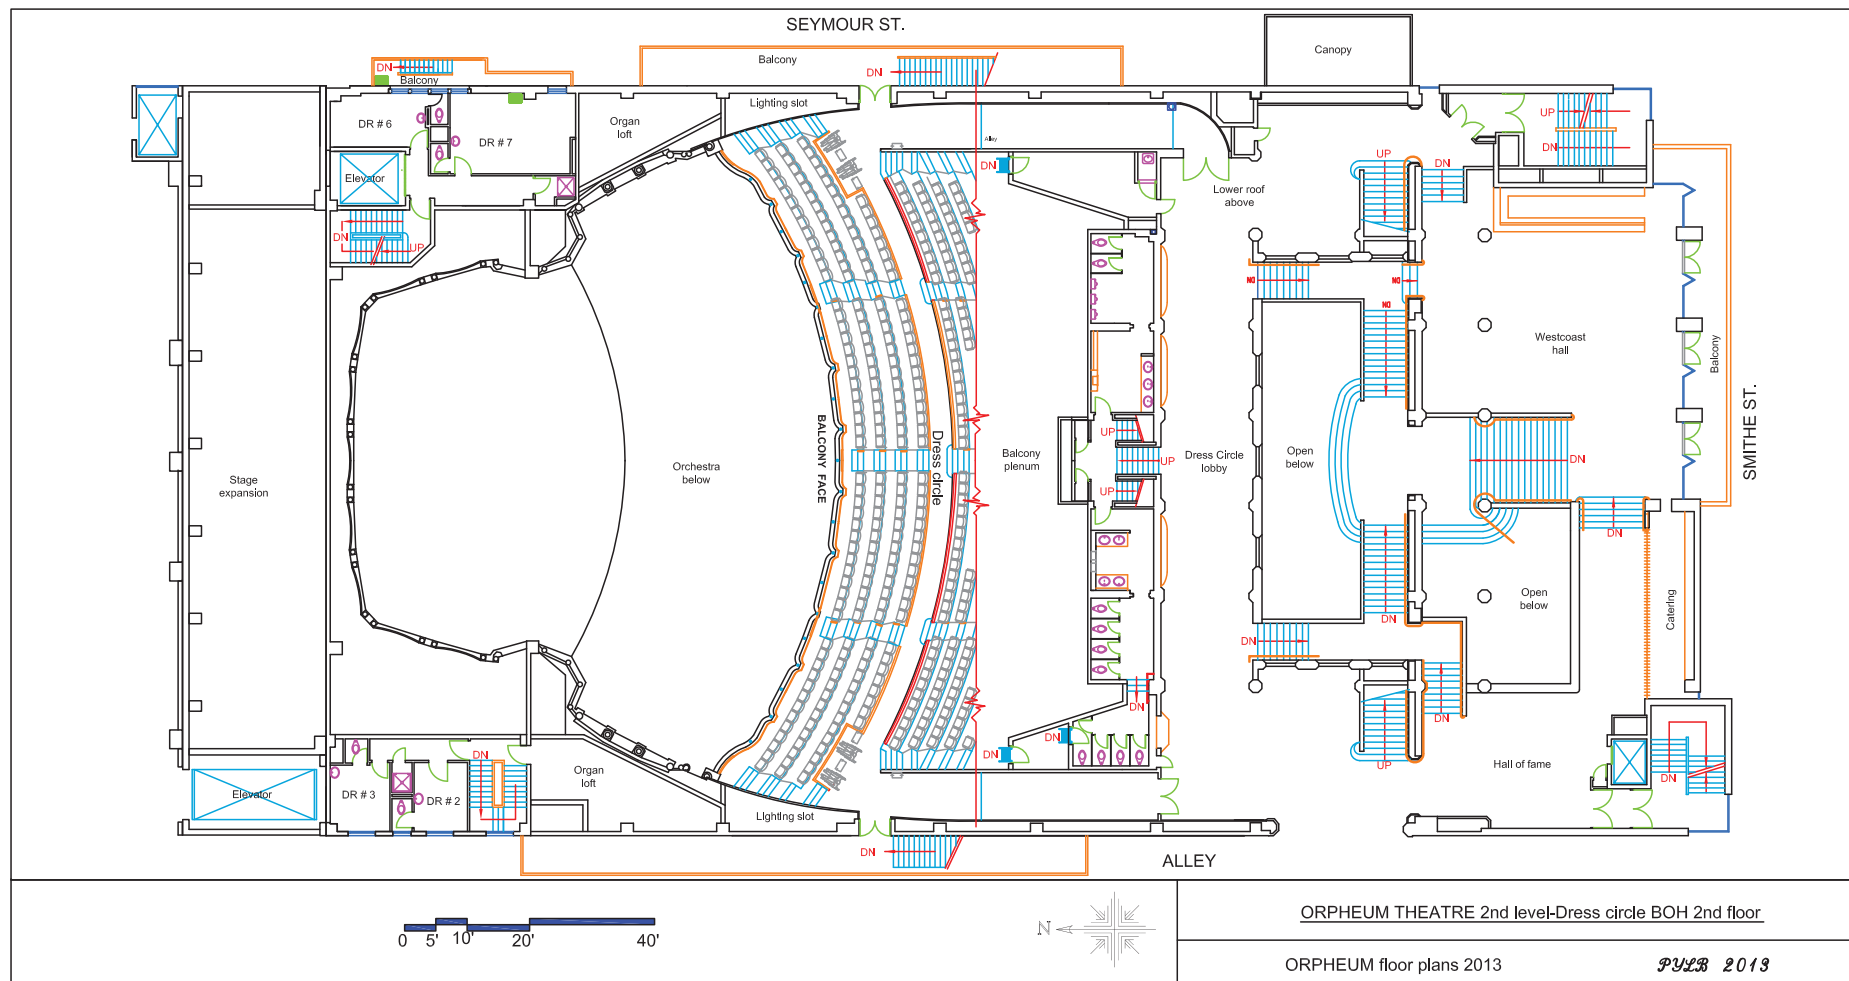 SEYMOUR ST.
Canopy
Balcony
DN
DN
Balcony
Lighting slot
UP
DR # 6
DR # 7
Organ
loft
Alley
DN
DN
UP
DN
Elevator
Lower roof
above
DN
UP
DN
DN
DN
Westcoast
hall
Balcony
SMITHE ST.
BALCONY FACE
Dress circle
UP
Stage
expansion
Orchestra
below
Balcony
plenum
UP
Dress Circle
lobby
Open
below
DN
UP
DN
Open
below
Catering
DN
DN
DN
DN
UP
DN
DN
DN
Elevator
DR # 3
DR # 2
Organ
loft
Lighting slot
Hall of fame
DN
DN
ALLEY
0 5' 10' 20' 40'
N
ORPHEUM THEATRE 2nd level-Dress circle BOH 2nd floor
ORPHEUM floor plans 2013
PYLB 2013